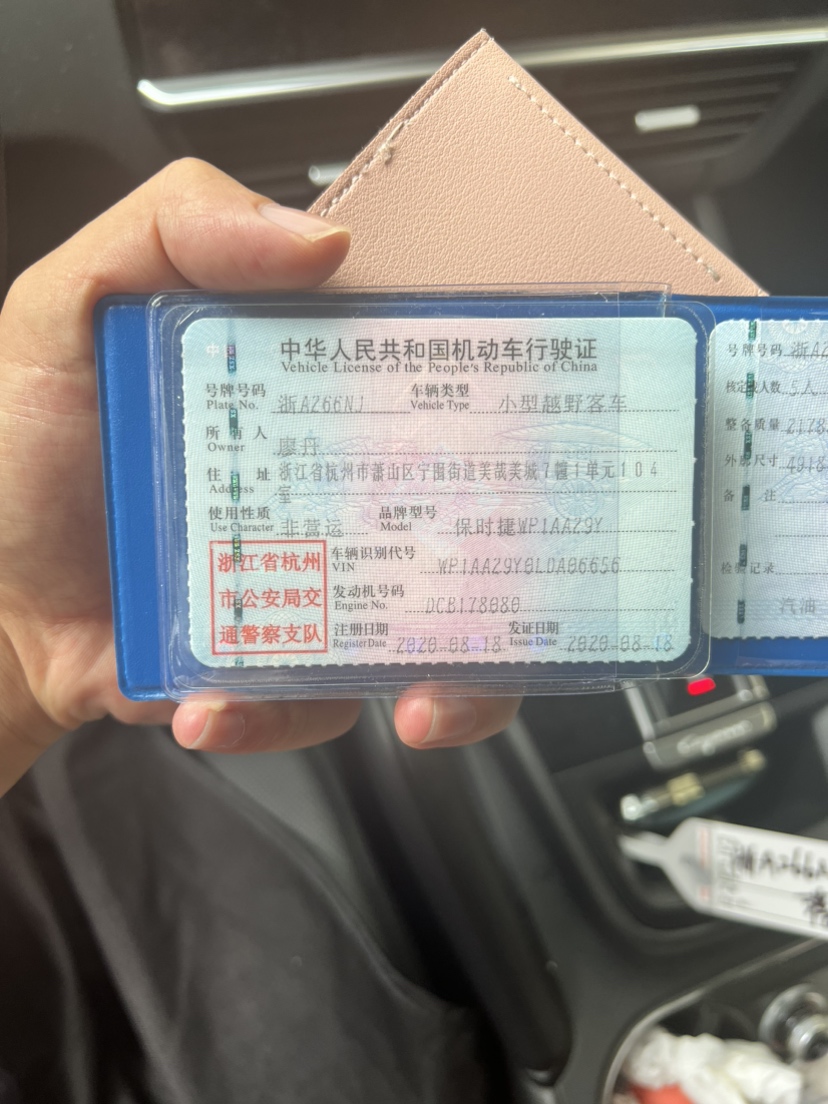 中华人民共和国机动车行驶证
Vehicle License of the People's Republic of China
号牌号码 浙AZ66NJ 车辆类型 小型越野客车
Plate No. Vehicle Type
所有人 廖丹
Owner
住址 浙江省杭州市萧山区宁围街道美哉美城7幢1单元104
Address 室
使用性质 非营运 品牌型号 保时捷WP1AA29Y
Use Character Model
浙江省杭州
市公安局交
通警察支队
车辆识别代号 WP1AA29Y0LDA06656
VIN
发动机号码 DCB178080
Engine No.
注册日期 2020-08-18 发证日期 2020-08-18
Register Date Issue Date
号牌号码 浙AZ
核定载人数 5人
整备质量 2178
外廓尺寸 4918
备注
检验记录
汽油